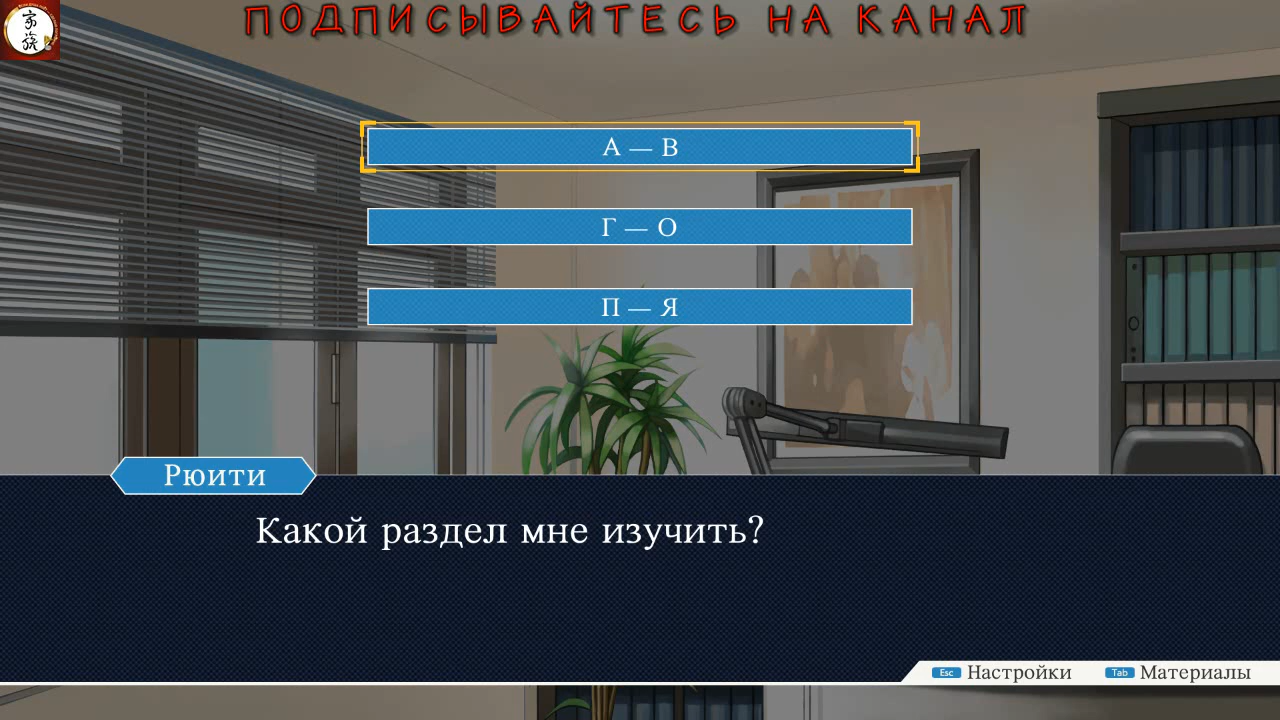 ПОДПИСЫВАЙТЕСЬ НА КАНАЛ
А — В
Г — О
П — Я
Рюити
Какой раздел мне изучить?
Esc Настройки Tab Материалы